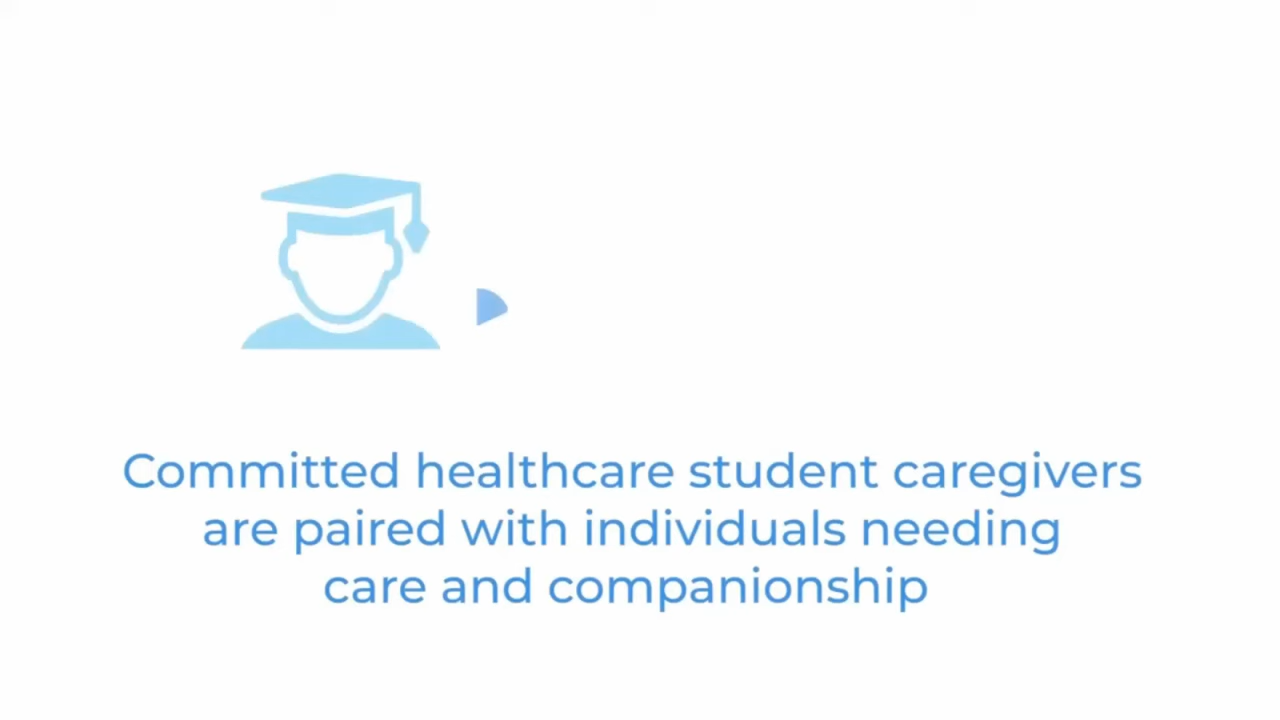 Committed healthcare student caregivers
are paired with individuals needing
care and companionship